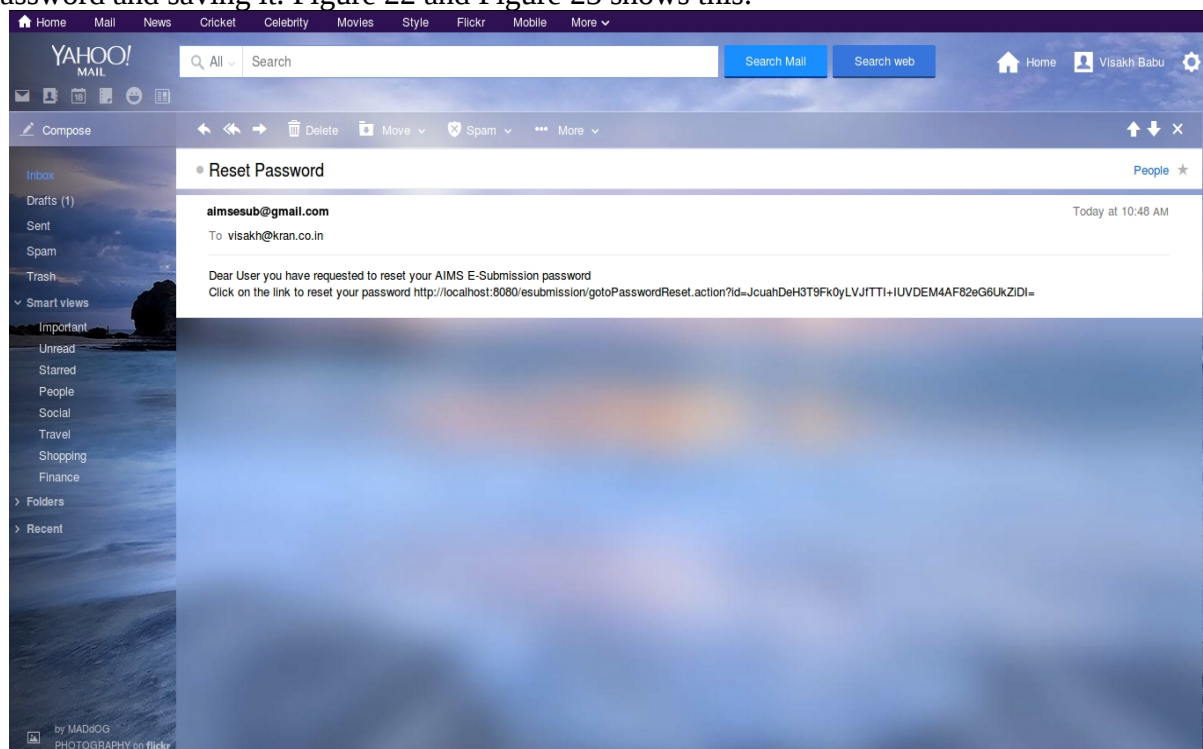 assword and saving it. Figure 22 and Figure 23 shows this.
Home Mail News Cricket Celebrity Movies Style Flickr Mobile More
YAHOO!
MAIL
All Search Search Mail Search web Home Visakh Babu
18
Compose Delete Move Spam More
Inbox
Drafts (1)
Sent
Spam
Trash
Smart views
Important
Unread
Starred
People
Social
Travel
Shopping
Finance
Folders
Recent
by MADdOG
PHOTOGRAPHY on flickr
Reset Password People
aimsesub@gmail.com Today at 10:48 AM
To visakh@kran.co.in
Dear User you have requested to reset your AIMS E-Submission password
Click on the link to reset your password http://localhost:8080/esubmission/gotoPasswordReset.action?id=JcuahDeH3T9Fk0yLVJfTTI+IUVDEM4AF82eG6UkZiDI=